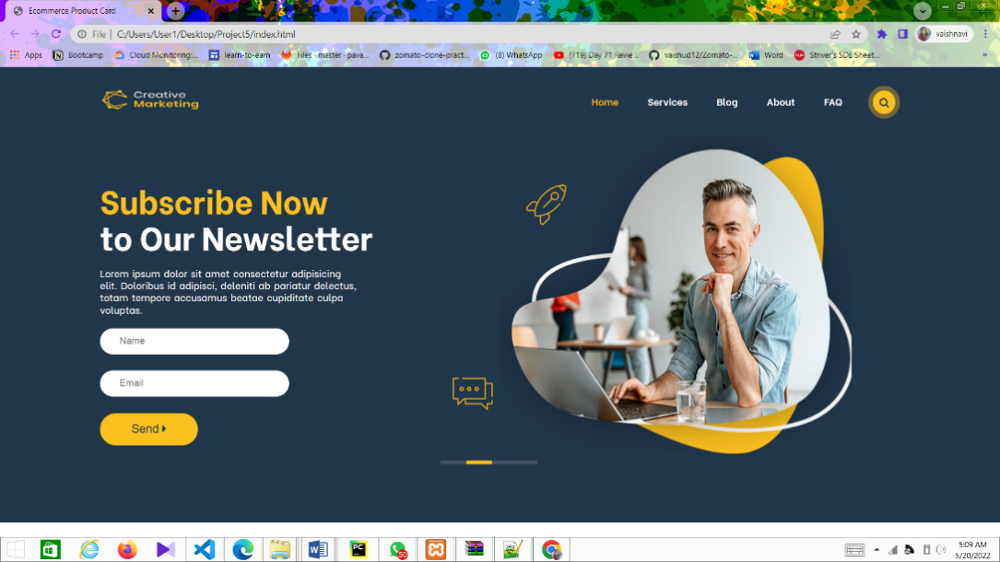 Ecommerce Product Card
File | C:/Users/User1/Desktop/Project5/index.html
vaishnavi
Apps
Bootcamp
Cloud Monitoring:...
learn-to-earn
Files · master · pava...
zomato-clone-pract...
(8) WhatsApp
(719) Day 71 Revie...
vaishud12/Zomato-...
Word
Striver's SDE Sheet...
»
Creative
Marketing
Home
Services
Blog
About
FAQ
Subscribe Now
to Our Newsletter
Lorem ipsum dolor sit amet consectetur adipisicing
elit. Doloribus id adipisci, deleniti ab pariatur delectus,
totam tempore accusamus beatae cupiditate culpa
voluptas.
Name
Email
Send
PC
50
5:09 AM
5/20/2022